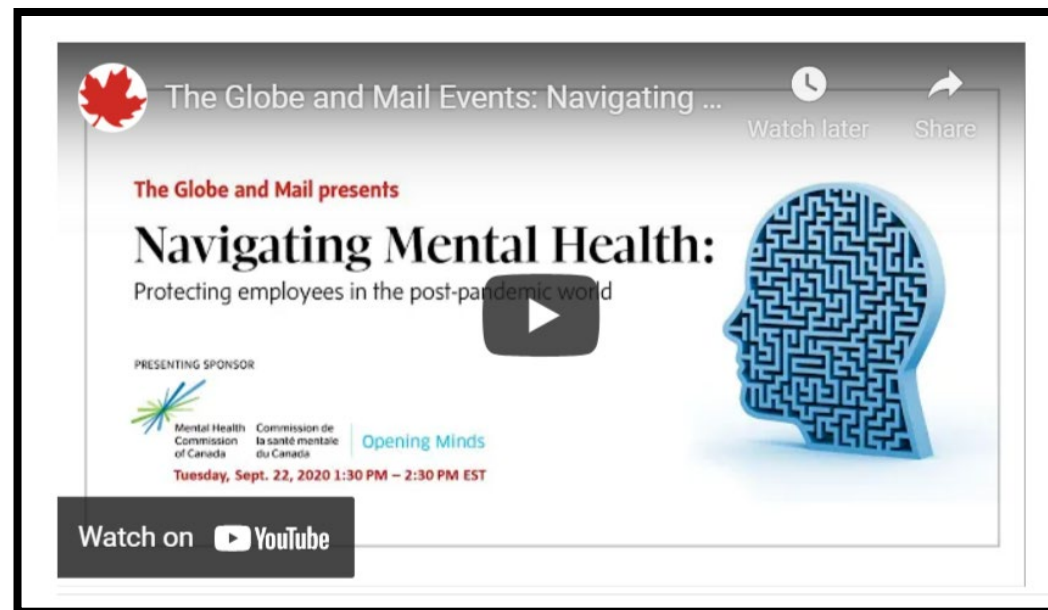 The Globe and Mail Events: Navigating ...
Watch later
Share
The Globe and Mail presents
Navigating Mental Health:
Protecting employees in the post-pandemic world
PRESENTING SPONSOR
Mental Health
Commission
of Canada
Commission de
la santé mentale
du Canada
Opening Minds
Tuesday, Sept. 22, 2020 1:30 PM – 2:30 PM EST
Watch on YouTube